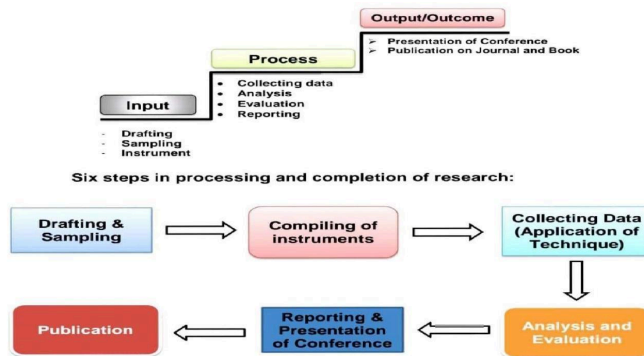 Output/Outcome
➢ Presentation of Conference
➢ Publication on Journal and Book
Process
• Collecting data
• Analysis
• Evaluation
• Reporting
Input
- Drafting
- Sampling
- Instrument
Six steps in processing and completion of research:
Drafting &
Sampling
Compiling of
instruments
Collecting Data
(Application of
Technique)
Analysis and
Evaluation
Reporting &
Presentation
of Conference
Publication